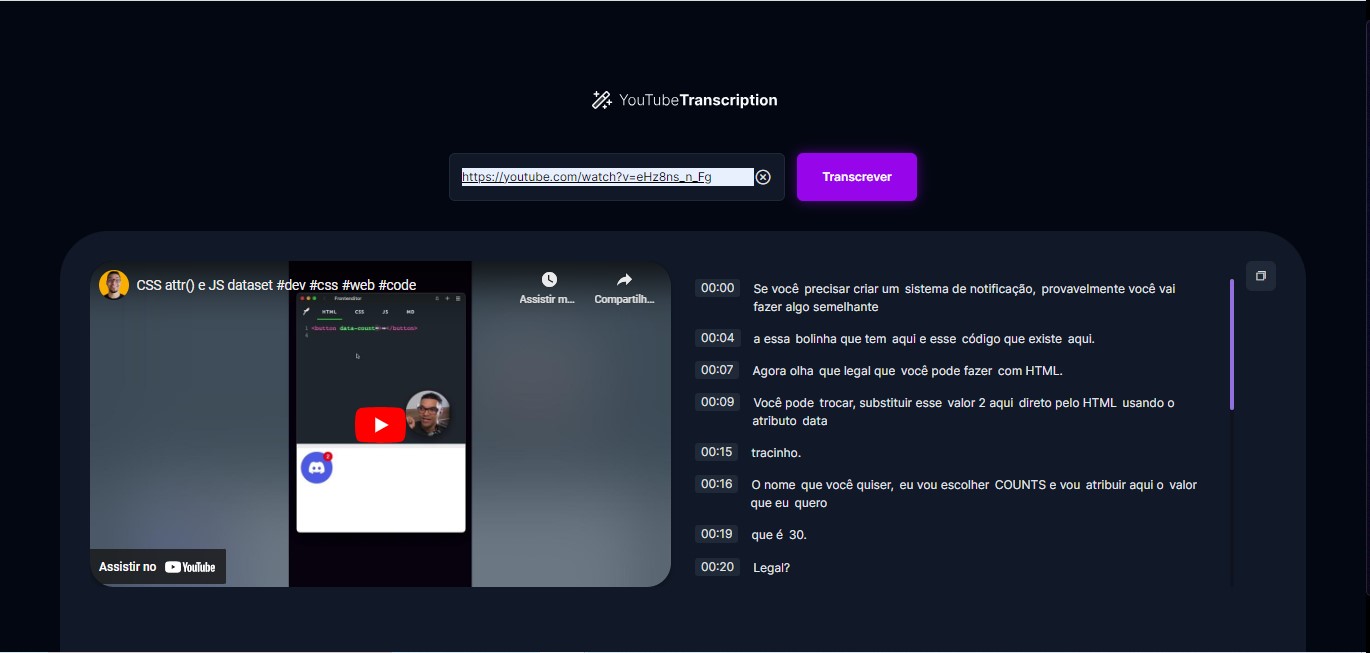 YouTubeTranscription
https://youtube.com/watch?v=eHz8ns_n_Fg
Transcrever
CSS attr() e JS dataset #dev #css #web #code
Assistir m...
Compartilh...
Frontenditor
HTML CSS JS MD
1 <button data-count=""></button>
2
Assistir no YouTube
00:00 Se você precisar criar um sistema de notificação, provavelmente você vai
fazer algo semelhante
00:04 a essa bolinha que tem aqui e esse código que existe aqui.
00:07 Agora olha que legal que você pode fazer com HTML.
00:09 Você pode trocar, substituir esse valor 2 aqui direto pelo HTML usando o
atributo data
00:15 tracinho.
00:16 O nome que você quiser, eu vou escolher COUNTS e vou atribuir aqui o valor
que eu quero
00:19 que é 30.
00:20 Legal?